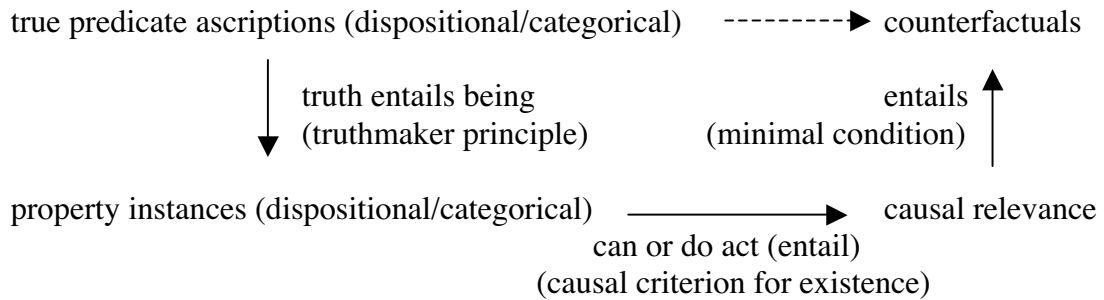 true predicate ascriptions (dispositional/categorical) counterfactuals
truth entails being entails
(truthmaker principle) (minimal condition)
property instances (dispositional/categorical) causal relevance
can or do act (entail)
(causal criterion for existence)